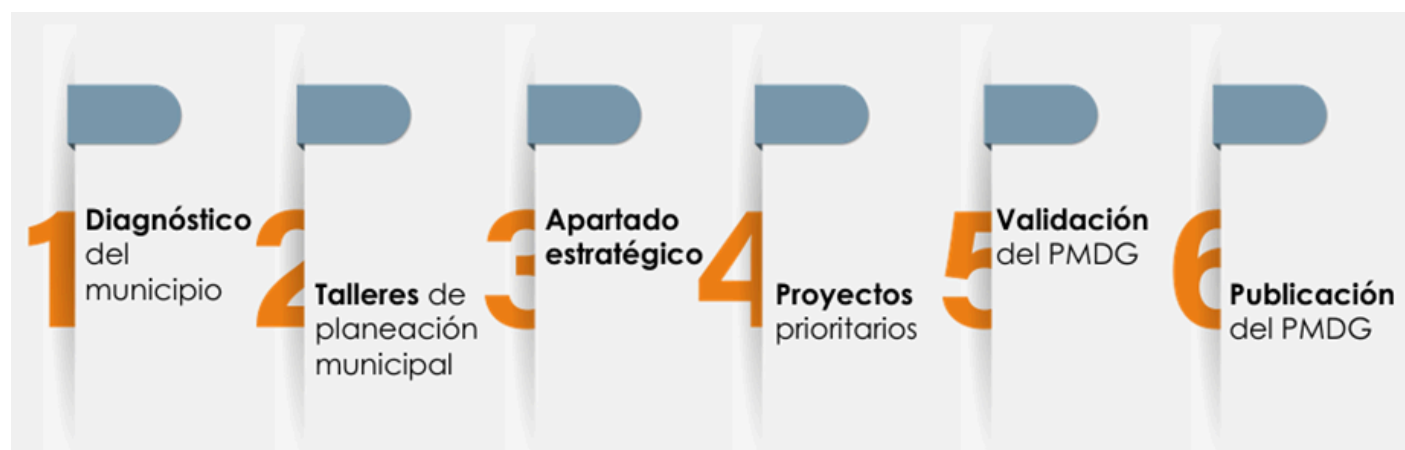 1
Diagnóstico
del
municipio
2
Talleres de
planeación
municipal
3
Apartado
estratégico
4
Proyectos
prioritarios
5
Validación
del PMDG
6
Publicación
del PMDG